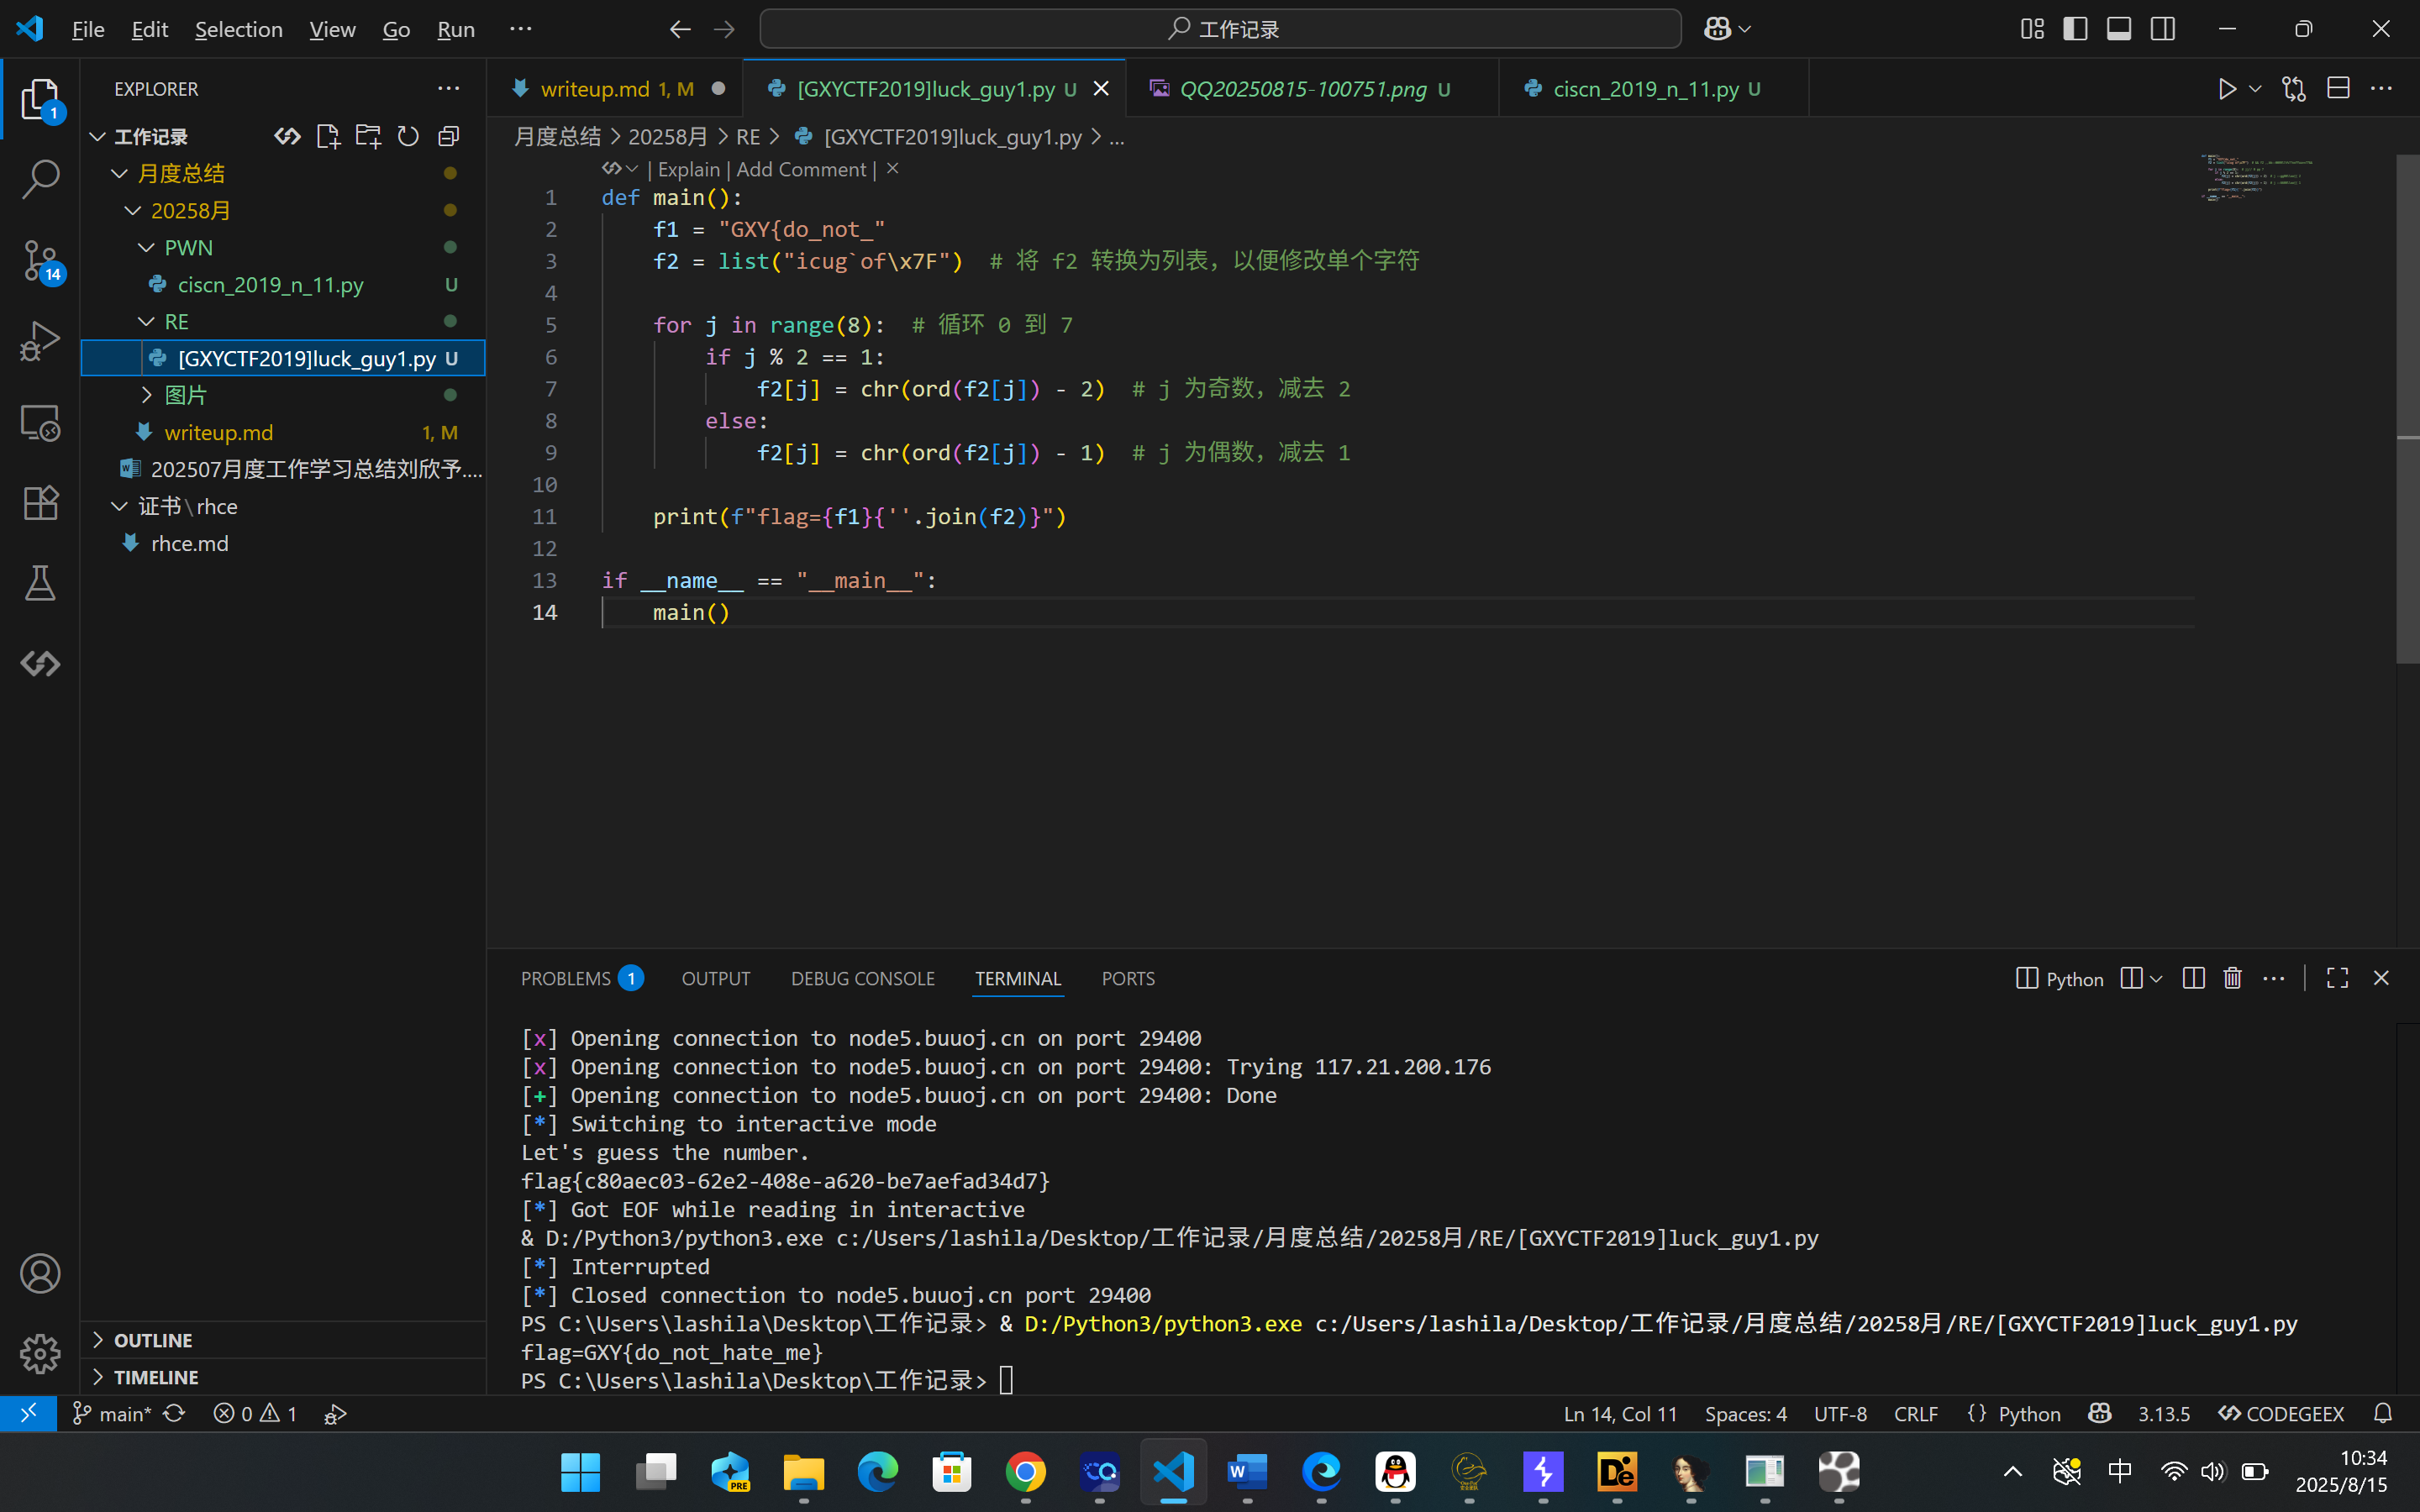 File Edit Selection View Go Run ···
工作记录
EXPLORER ···
工作记录
月度总结
20258月
PWN
ciscn_2019_n_11.py U
RE
[GXYCTF2019]luck_guy1.py U
图片
writeup.md 1, M
202507月度工作学习总结刘欣予....
证书\rhce
rhce.md
OUTLINE
TIMELINE
1
14
writeup.md 1, M
[GXYCTF2019]luck_guy1.py U
QQ20250815-100751.png U
ciscn_2019_n_11.py U
月度总结 > 20258月 > RE > [GXYCTF2019]luck_guy1.py > ...
| Explain | Add Comment | ×
1 def main():
2     f1 = "GXY{do_not_"
3     f2 = list("icug`of\x7F")  # 将 f2 转换为列表，以便修改单个字符
4
5     for j in range(8):  # 循环 0 到 7
6         if j % 2 == 1:
7             f2[j] = chr(ord(f2[j]) - 2)  # j 为奇数，减去 2
8         else:
9             f2[j] = chr(ord(f2[j]) - 1)  # j 为偶数，减去 1
10
11     print(f"flag={f1}{''.join(f2)}")
12
13 if __name__ == "__main__":
14     main()
PROBLEMS 1 OUTPUT DEBUG CONSOLE TERMINAL PORTS
Python
[x] Opening connection to node5.buuoj.cn on port 29400
[x] Opening connection to node5.buuoj.cn on port 29400: Trying 117.21.200.176
[+] Opening connection to node5.buuoj.cn on port 29400: Done
[*] Switching to interactive mode
Let's guess the number.
flag{c80aec03-62e2-408e-a620-be7aefad34d7}
[*] Got EOF while reading in interactive
& D:/Python3/python3.exe c:/Users/lashila/Desktop/工作记录/月度总结/20258月/RE/[GXYCTF2019]luck_guy1.py
[*] Interrupted
[*] Closed connection to node5.buuoj.cn port 29400
PS C:\Users\lashila\Desktop\工作记录> & D:/Python3/python3.exe c:/Users/lashila/Desktop/工作记录/月度总结/20258月/RE/[GXYCTF2019]luck_guy1.py
flag=GXY{do_not_hate_me}
PS C:\Users\lashila\Desktop\工作记录>
main* 0 1
Ln 14, Col 11 Spaces: 4 UTF-8 CRLF {} Python 3.13.5 CODEGEEX
PRE
W
De
中
10:34
2025/8/15